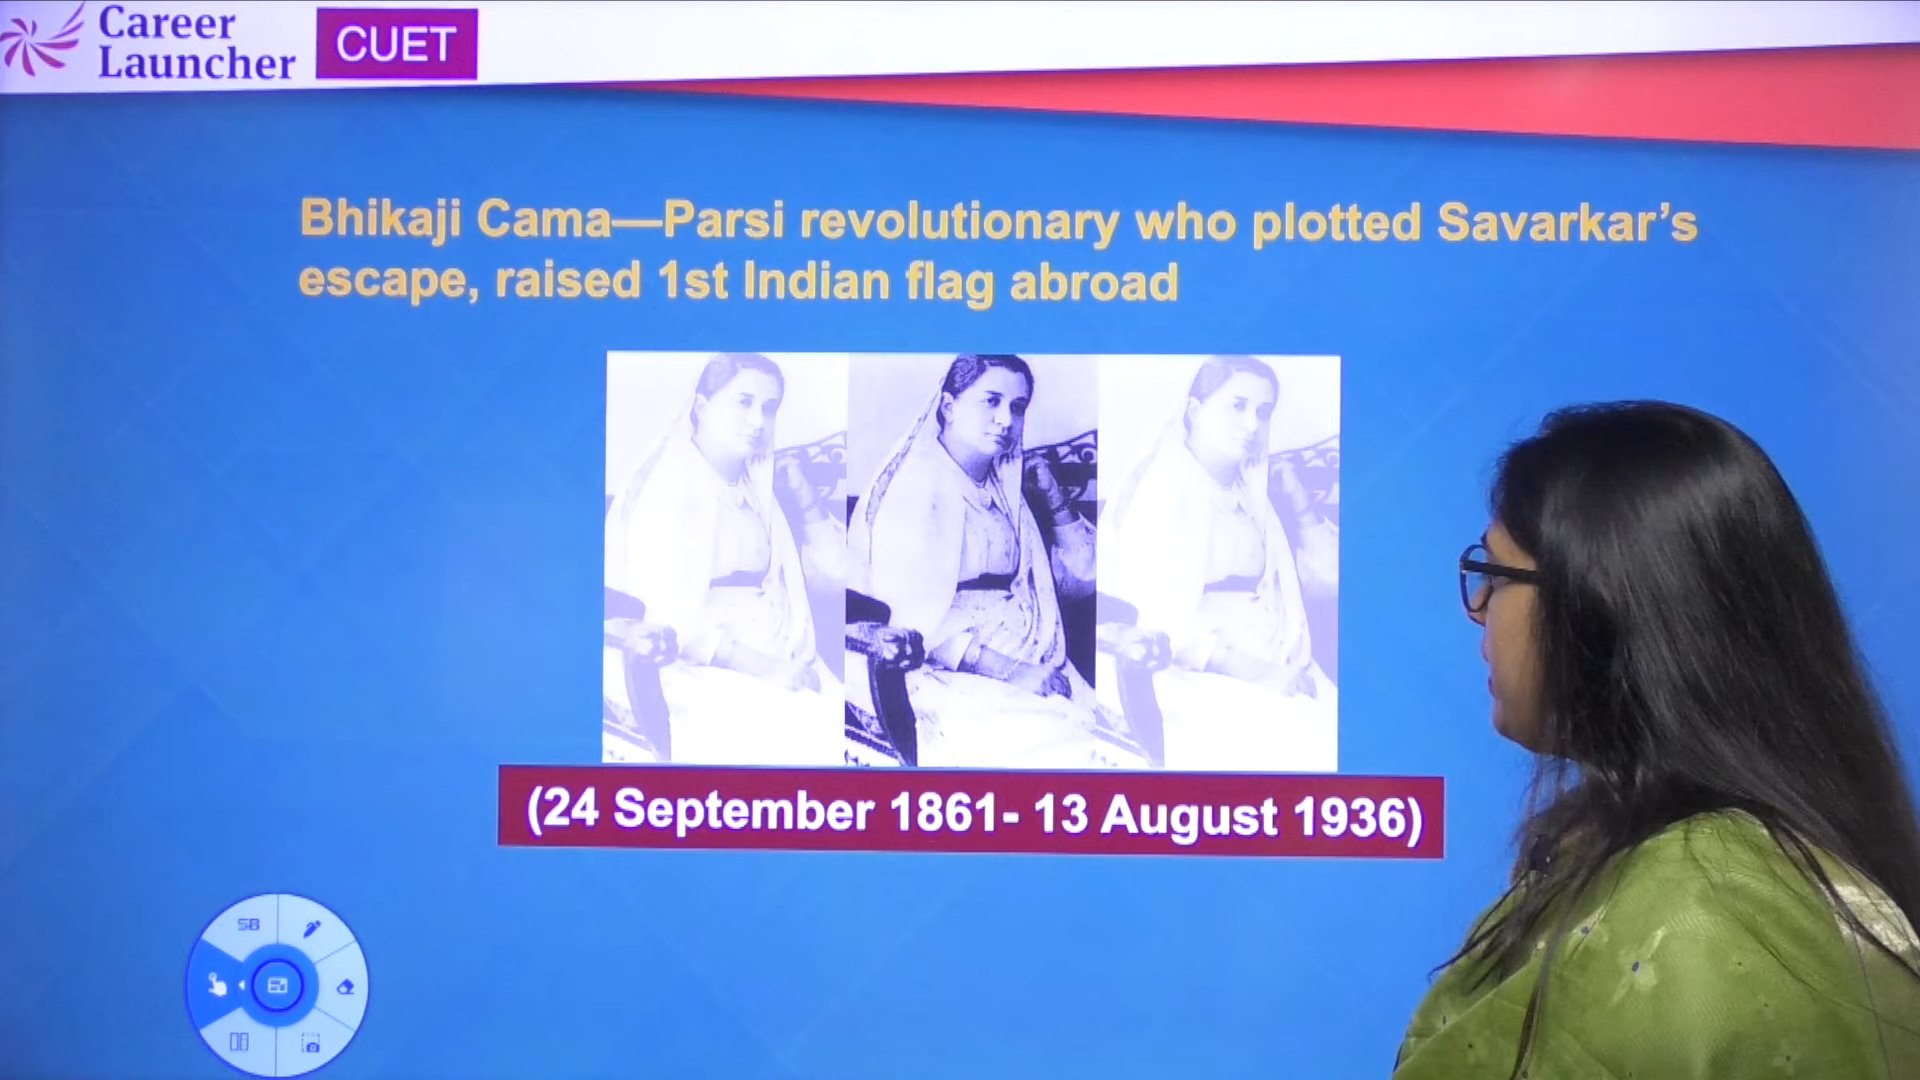 Career
Launcher
CUET
Bhikaji Cama—Parsi revolutionary who plotted Savarkar’s
escape, raised 1st Indian flag abroad
(24 September 1861- 13 August 1936)
SB